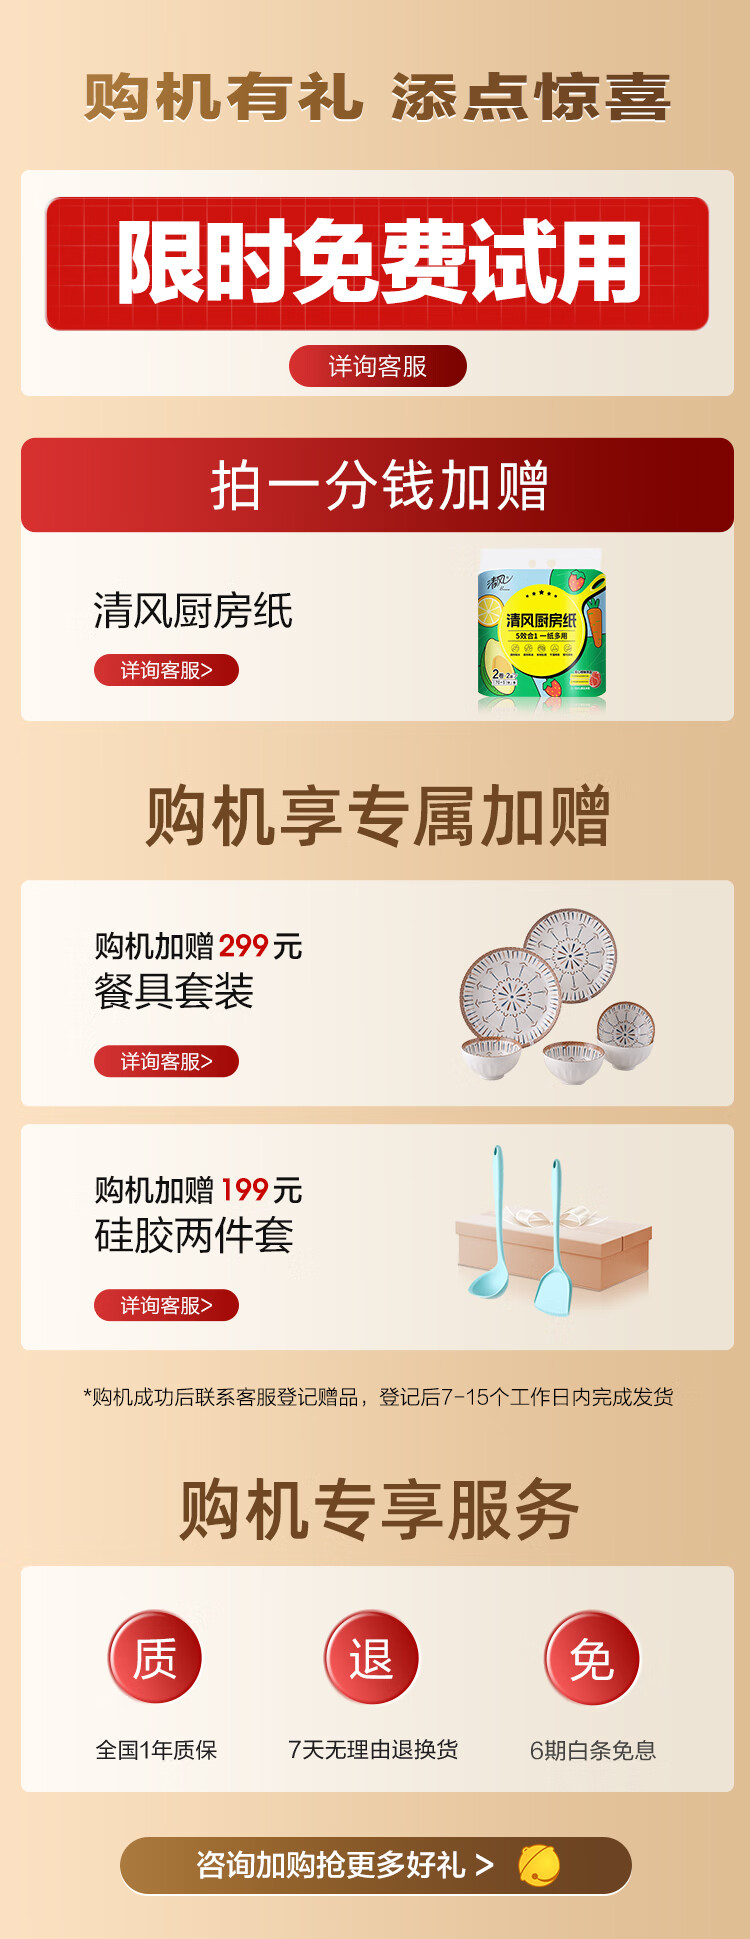 购机有礼 添点惊喜
限时免费试用
详询客服
拍一分钱加赠
清风厨房纸
详询客服>
清风
清风厨房纸
5效合1 一纸多用
购机享专属加赠
购机加赠299元
餐具套装
详询客服>
购机加赠199元
硅胶两件套
详询客服>
*购机成功后联系客服登记赠品，登记后7-15个工作日内完成发货
购机专享服务
质 退 免
全国1年质保 7天无理由退换货 6期白条免息
咨询加购抢更多好礼 >